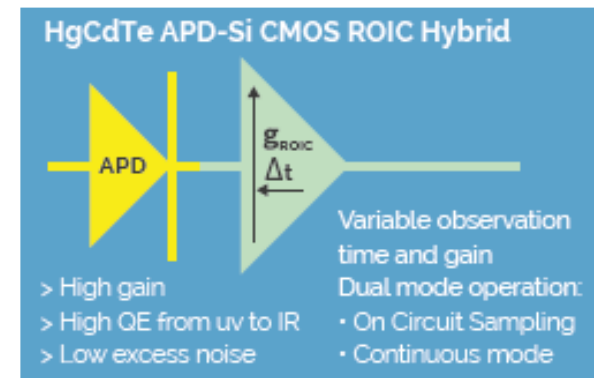 HgCdTe APD-Si CMOS ROIC Hybrid
APD
gROIC
Δt
Variable observation
time and gain
Dual mode operation:
• On Circuit Sampling
• Continuous mode
> High gain
> High QE from uv to IR
> Low excess noise